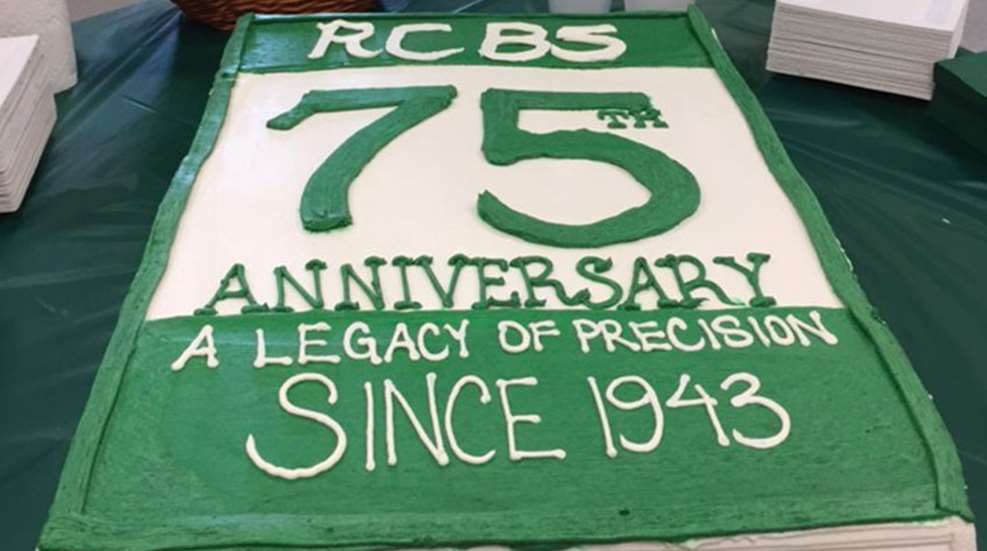 RCBS
75TH
ANNIVERSARY
A LEGACY OF PRECISION
SINCE 1943